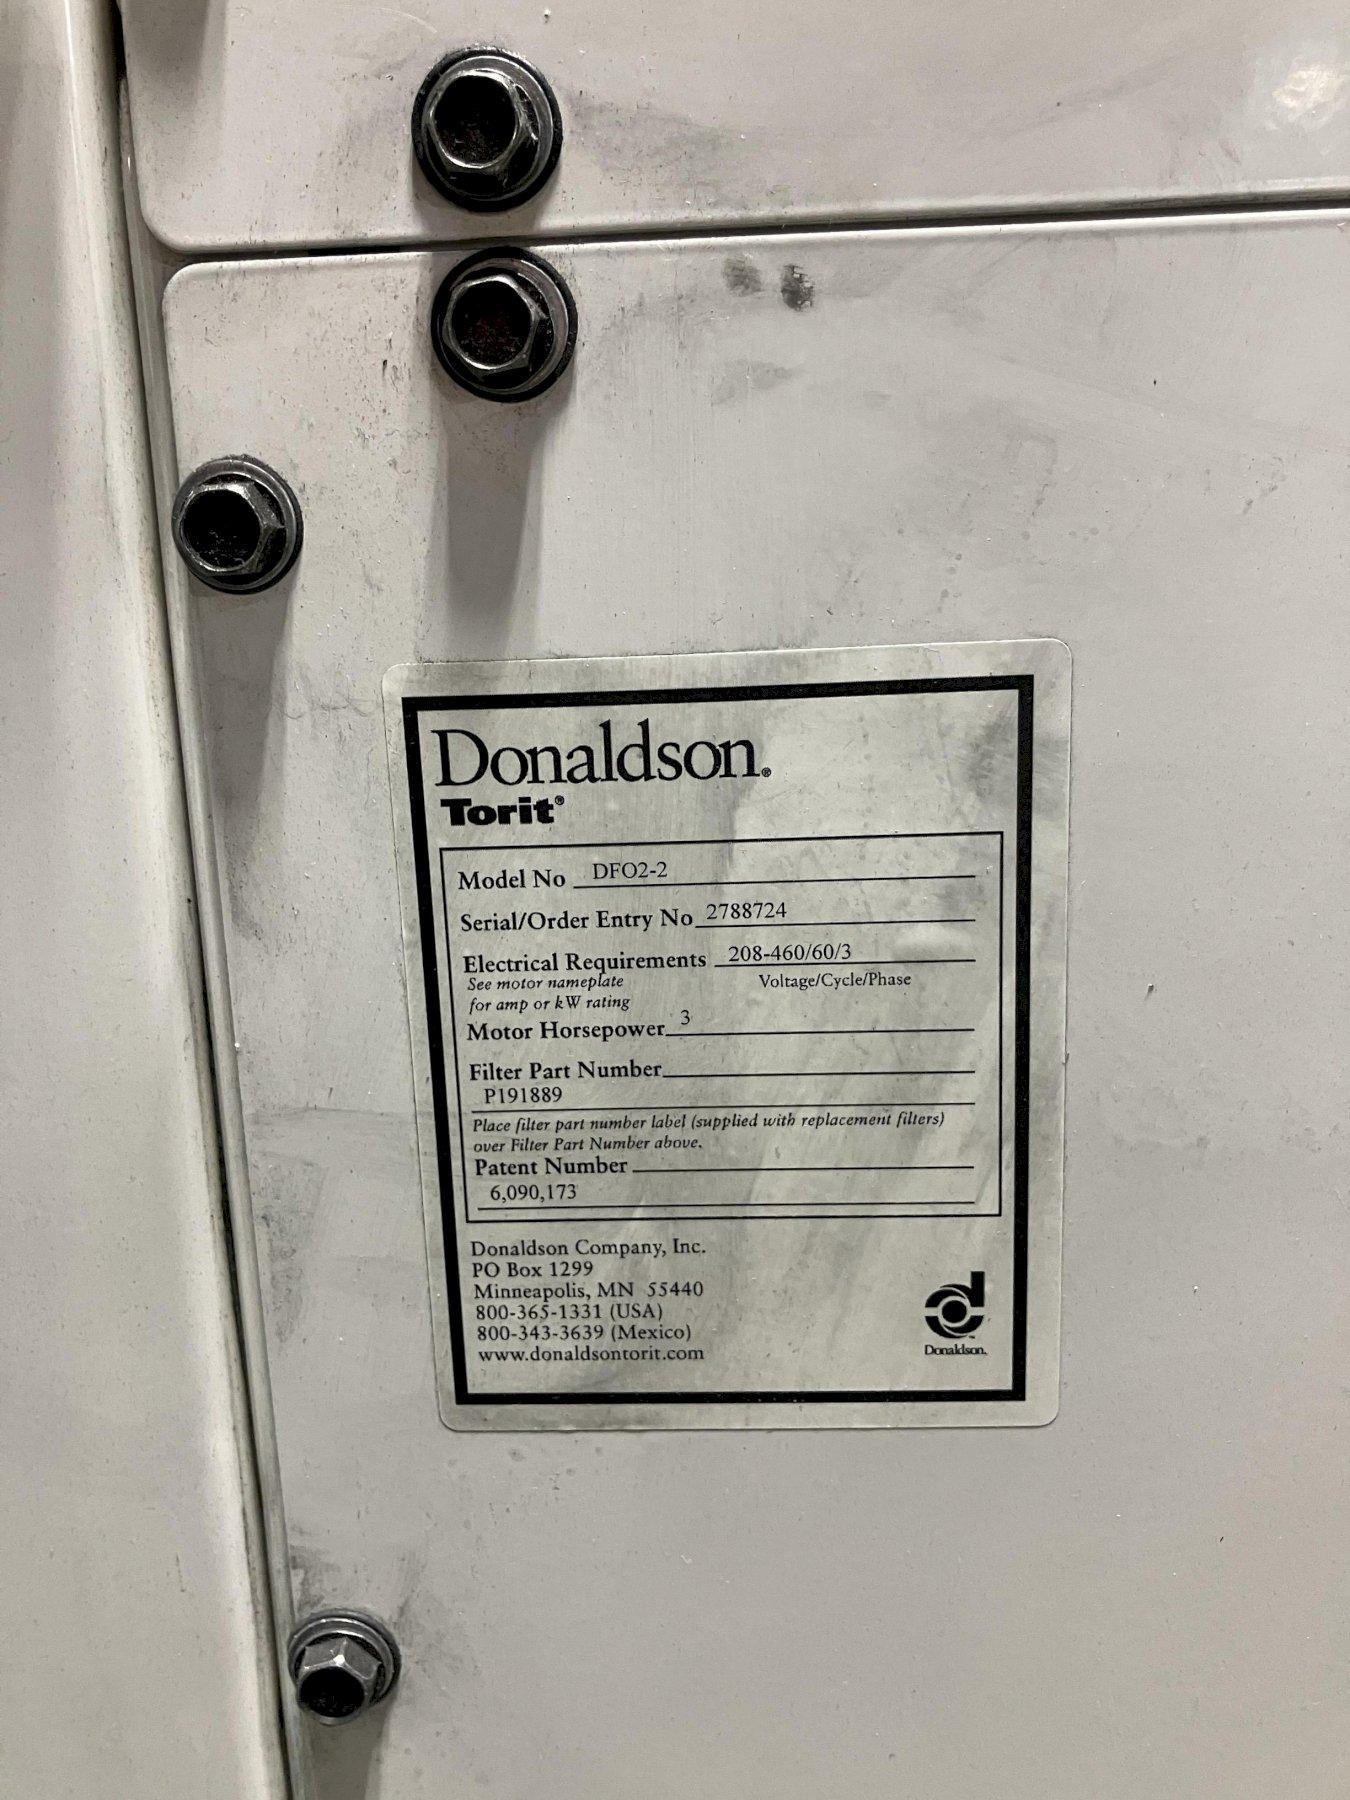 Donaldson®
Torit®
Model No DFO2-2
Serial/Order Entry No 2788724
Electrical Requirements 208-460/60/3
See motor nameplate Voltage/Cycle/Phase
for amp or kW rating
Motor Horsepower 3
Filter Part Number
P191889
Place filter part number label (supplied with replacement filters)
over Filter Part Number above.
Patent Number
6,090,173
Donaldson Company, Inc.
PO Box 1299
Minneapolis, MN 55440
800-365-1331 (USA)
800-343-3639 (Mexico)
www.donaldsontorit.com
Donaldson.